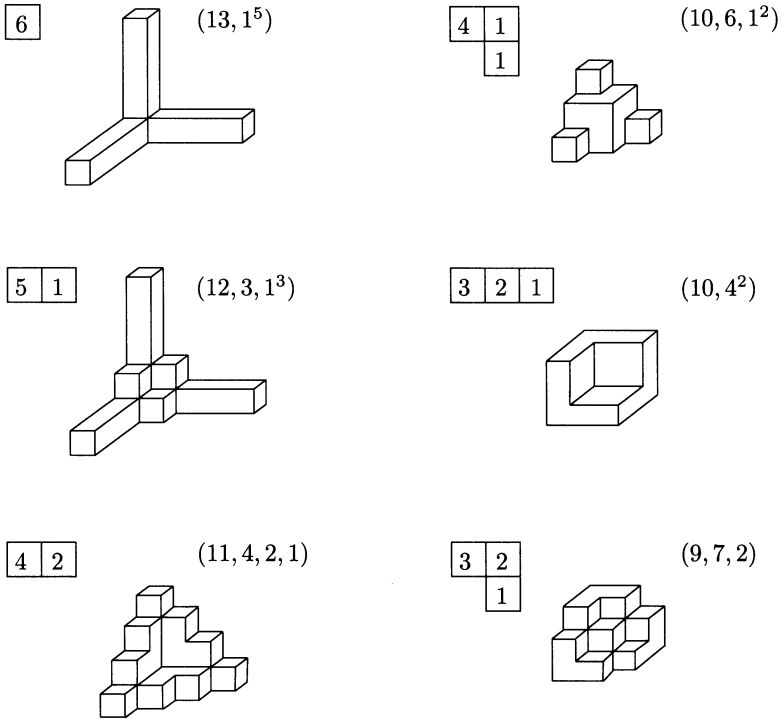 6 (13, 1⁵)
4 1 (10, 6, 1²)
1
5 1 (12, 3, 1³)
3 2 1 (10, 4²)
4 2 (11, 4, 2, 1)
3 2 (9, 7, 2)
1